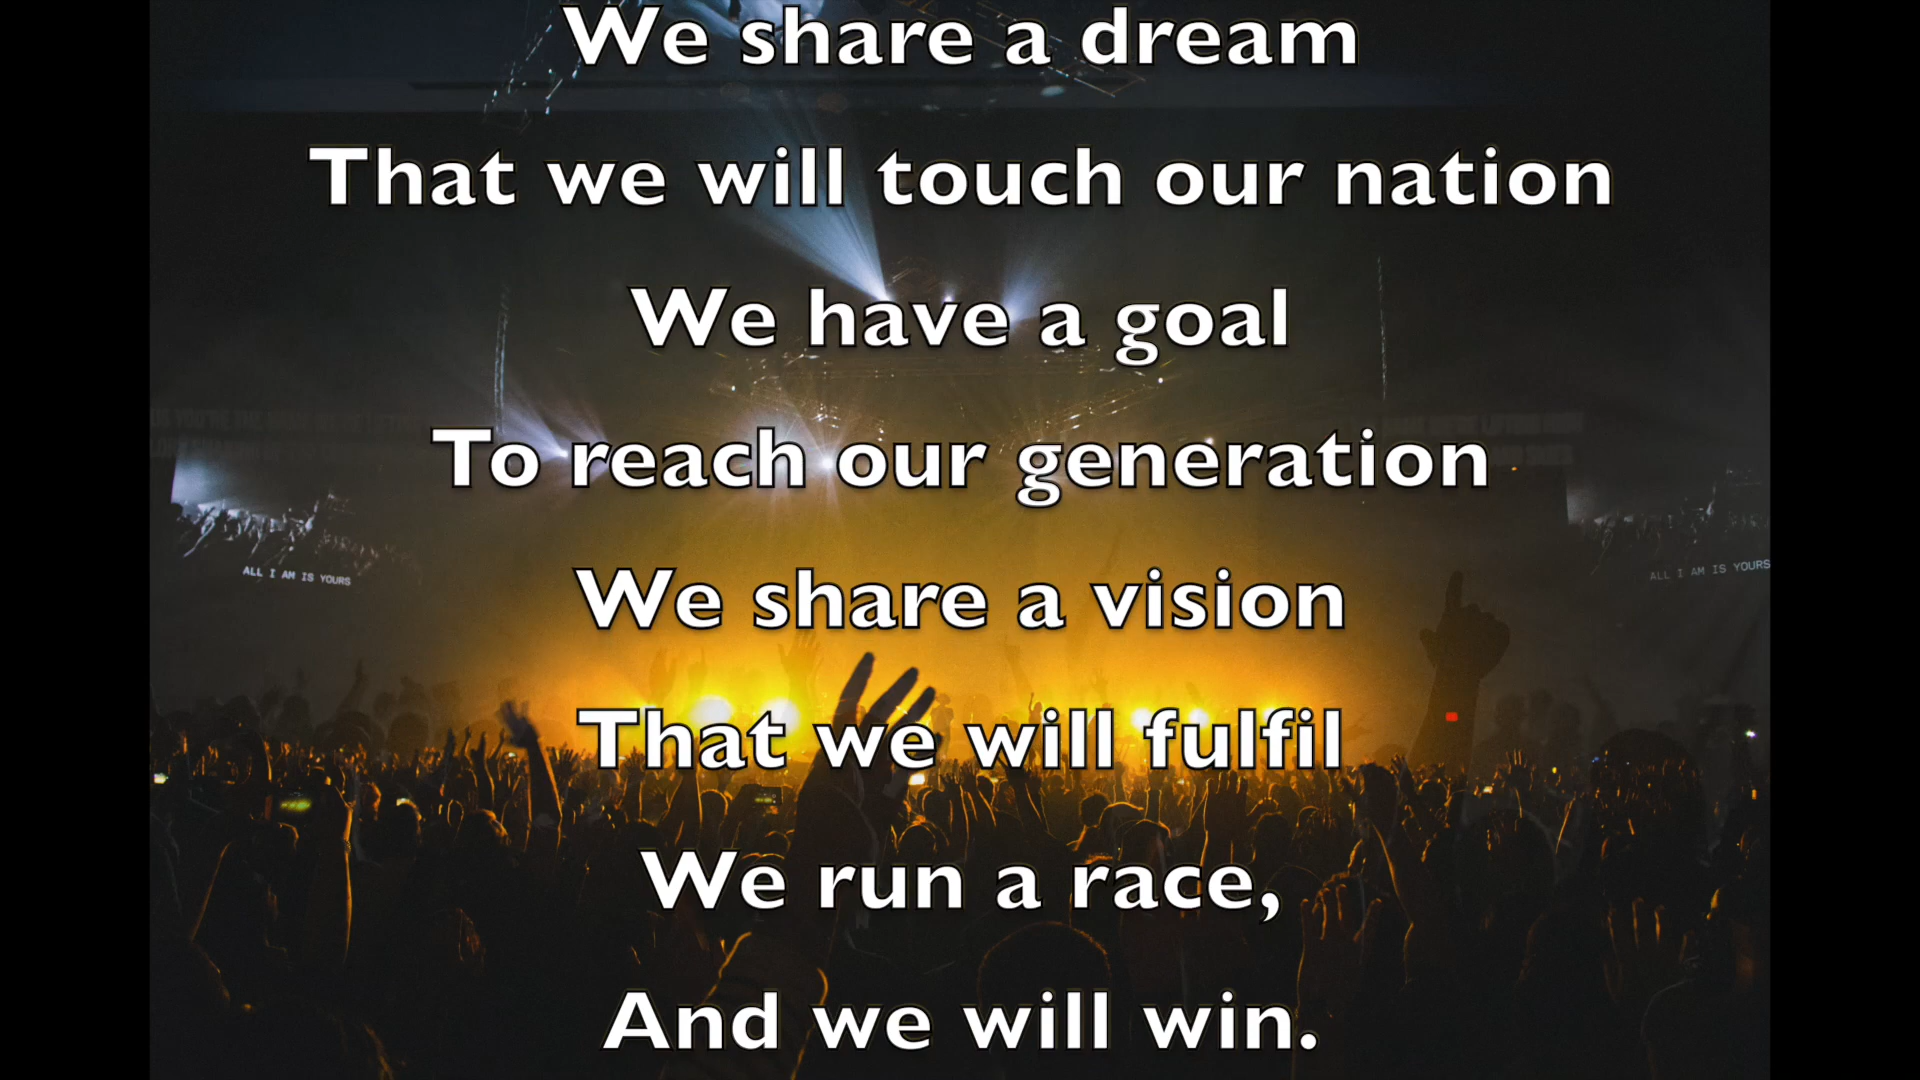 We share a dream
That we will touch our nation
We have a goal
To reach our generation
We share a vision
That we will fulfil
We run a race,
And we will win.
ALL I AM IS YOURS
ALL I AM IS YOURS